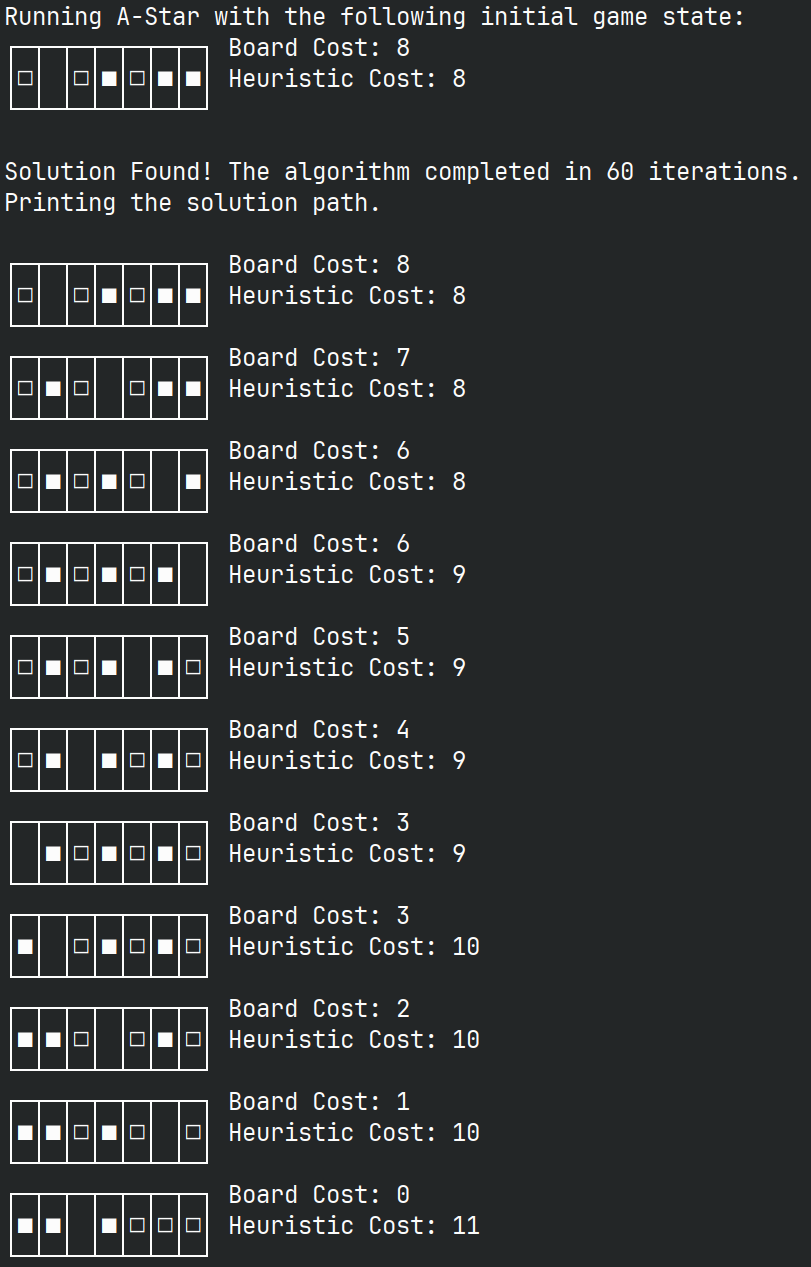 Running A-Star with the following initial game state:
Board Cost: 8
Heuristic Cost: 8
Solution Found! The algorithm completed in 60 iterations.
Printing the solution path.
Board Cost: 8
Heuristic Cost: 8
Board Cost: 7
Heuristic Cost: 8
Board Cost: 6
Heuristic Cost: 8
Board Cost: 6
Heuristic Cost: 9
Board Cost: 5
Heuristic Cost: 9
Board Cost: 4
Heuristic Cost: 9
Board Cost: 3
Heuristic Cost: 9
Board Cost: 3
Heuristic Cost: 10
Board Cost: 2
Heuristic Cost: 10
Board Cost: 1
Heuristic Cost: 10
Board Cost: 0
Heuristic Cost: 11